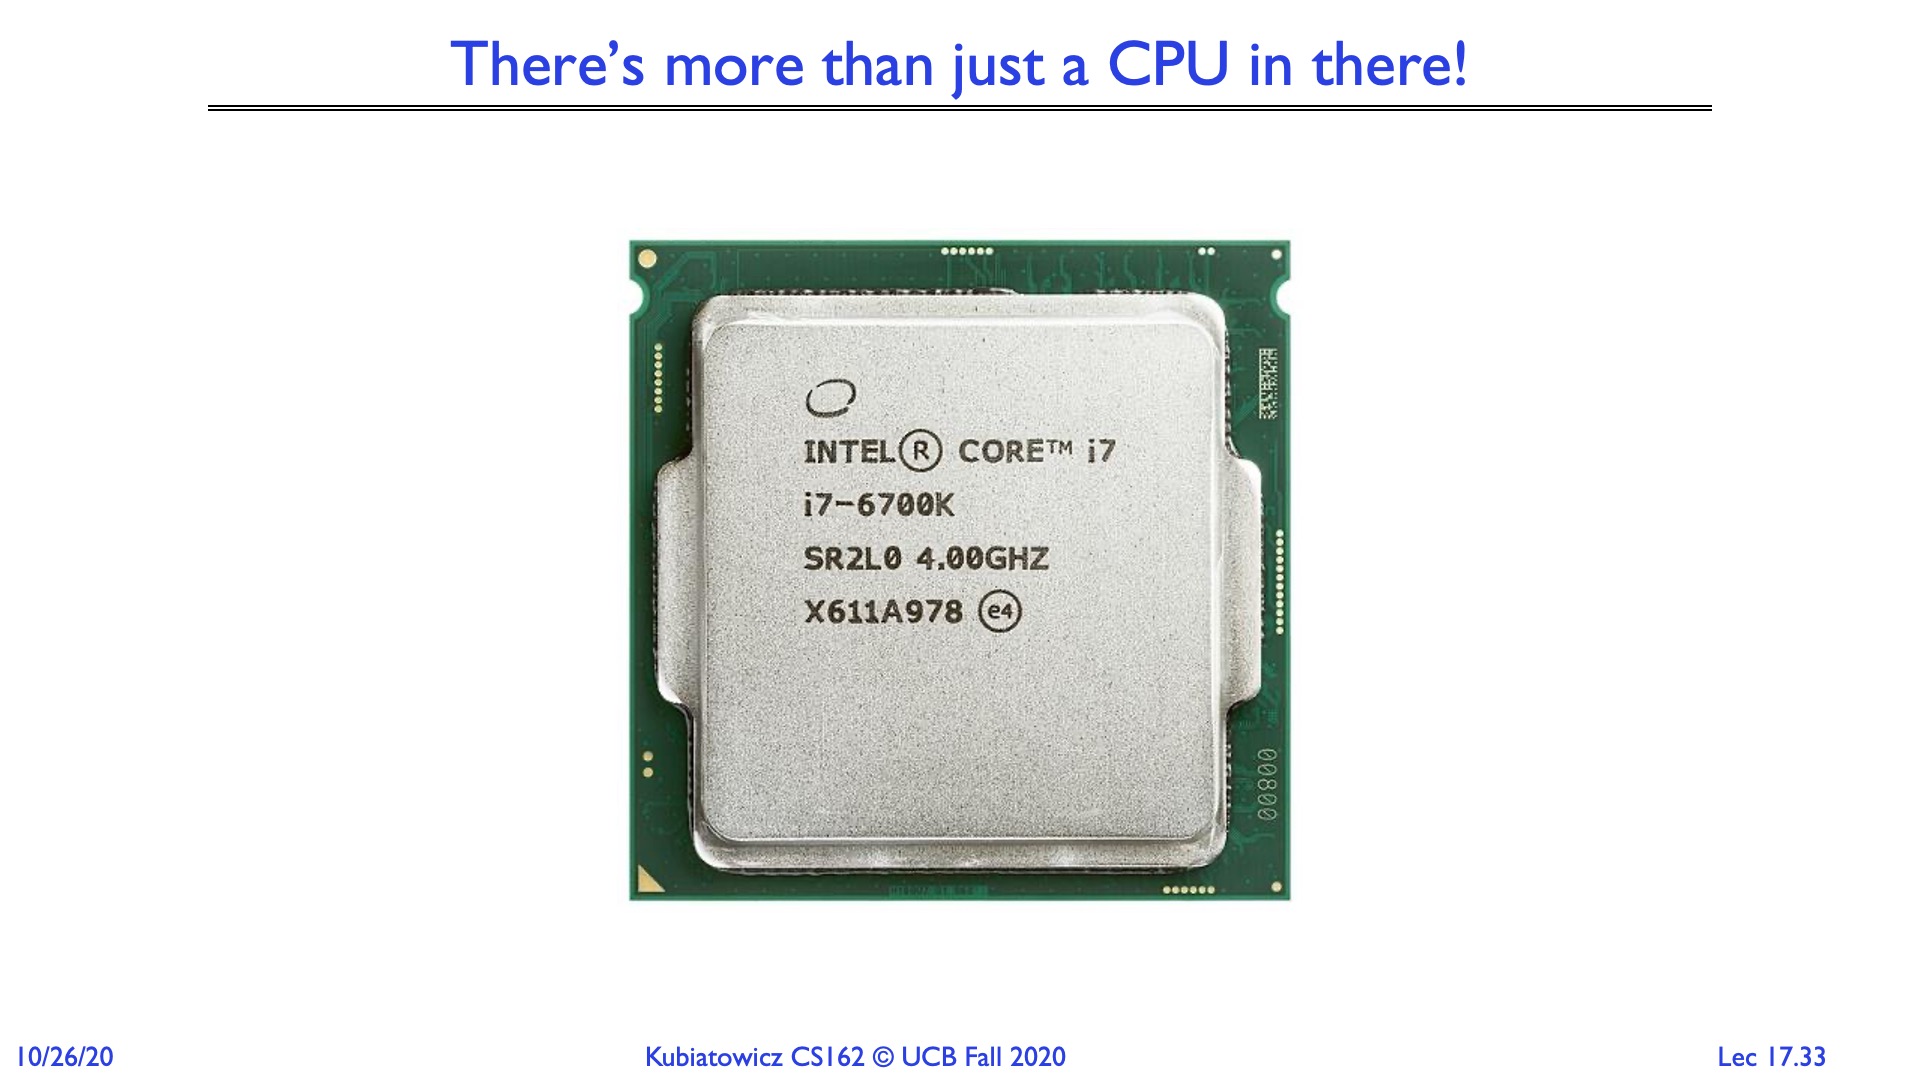 There’s more than just a CPU in there!
INTEL® CORE™ i7
i7-6700K
SR2L0 4.00GHZ
X611A978 e4
00800
10/26/20
Kubiatowicz CS162 © UCB Fall 2020
Lec 17.33